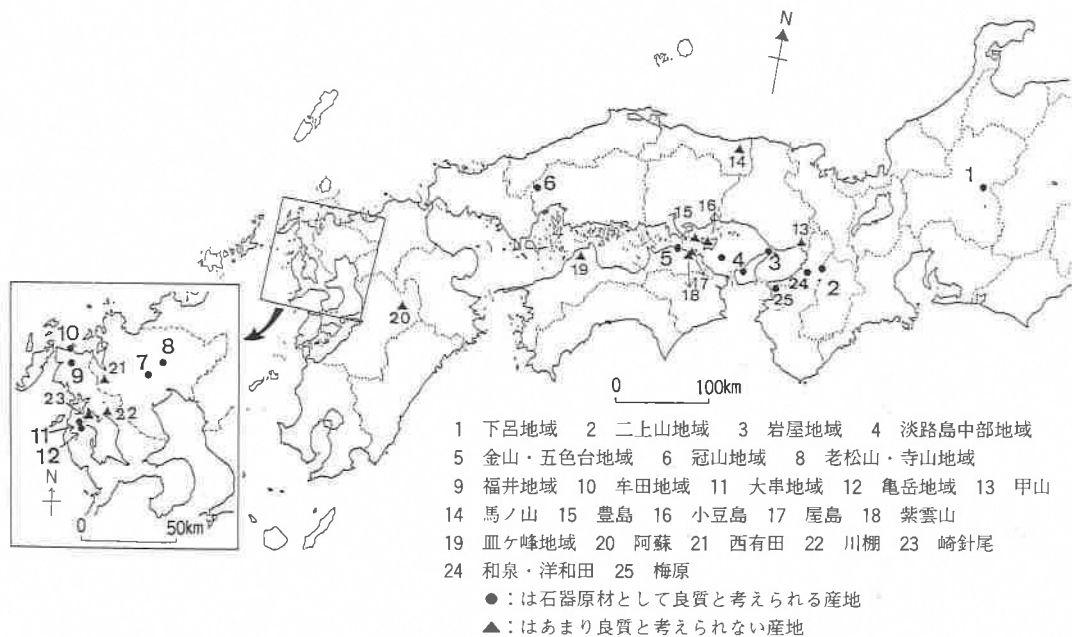 N
14
6
1
15
16
13
5
4
3
19
17
24
2
18
25
20
0 100km
10
7
8
9
21
23
22
11
12
N
0 50km
1 下呂地域 2 二上山地域 3 岩屋地域 4 淡路島中部地域
5 金山・五色台地域 6 冠山地域 8 老松山・寺山地域
9 福井地域 10 牟田地域 11 大串地域 12 亀岳地域 13 甲山
14 馬ノ山 15 豊島 16 小豆島 17 屋島 18 紫雲山
19 皿ケ峰地域 20 阿蘇 21 西有田 22 川棚 23 崎針尾
24 和泉・洋和田 25 梅原
●：は石器原材として良質と考えられる産地
▲：はあまり良質と考えられない産地